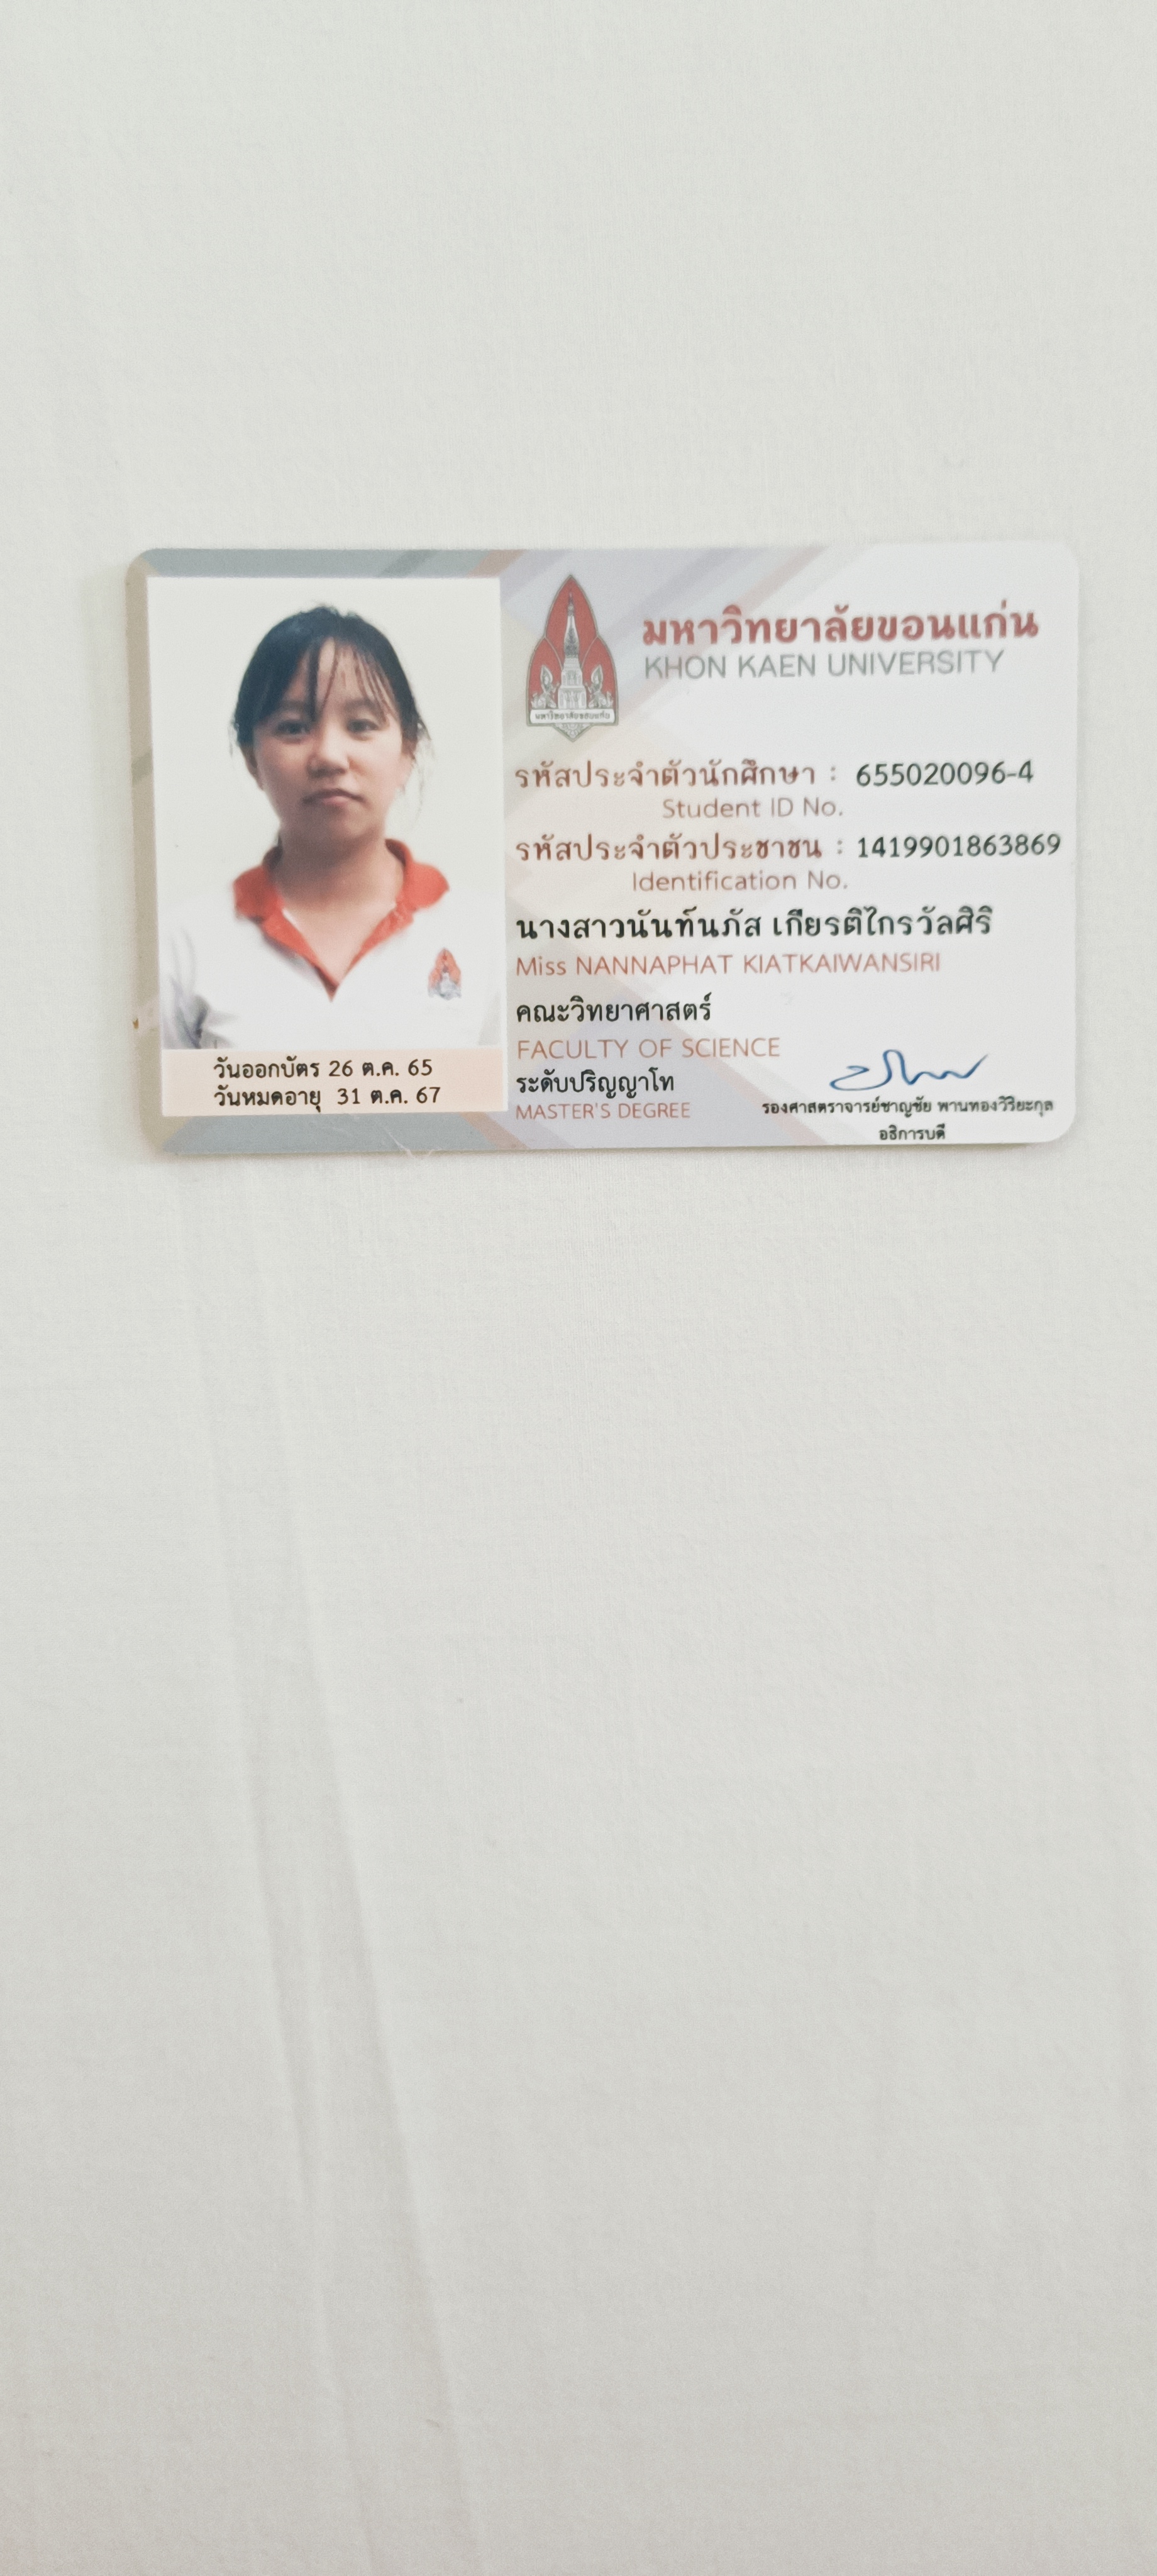 มหาวิทยาลัยขอนแก่น
KHON KAEN UNIVERSITY
มหาวิทยาลัยขอนแก่น
รหัสประจำตัวนักศึกษา : 655020096-4
Student ID No.
รหัสประจำตัวประชาชน : 1419901863869
Identification No.
นางสาวนันท์นภัส เกียรติไกรวัลศิริ
Miss NANNAPHAT KIATKAIWANSIRI
คณะวิทยาศาสตร์
FACULTY OF SCIENCE
ระดับปริญญาโท
MASTER'S DEGREE
วันออกบัตร 26 ต.ค. 65
วันหมดอายุ 31 ต.ค. 67
รองศาสตราจารย์ชาญชัย พานทองวิริยะกุล
อธิการบดี